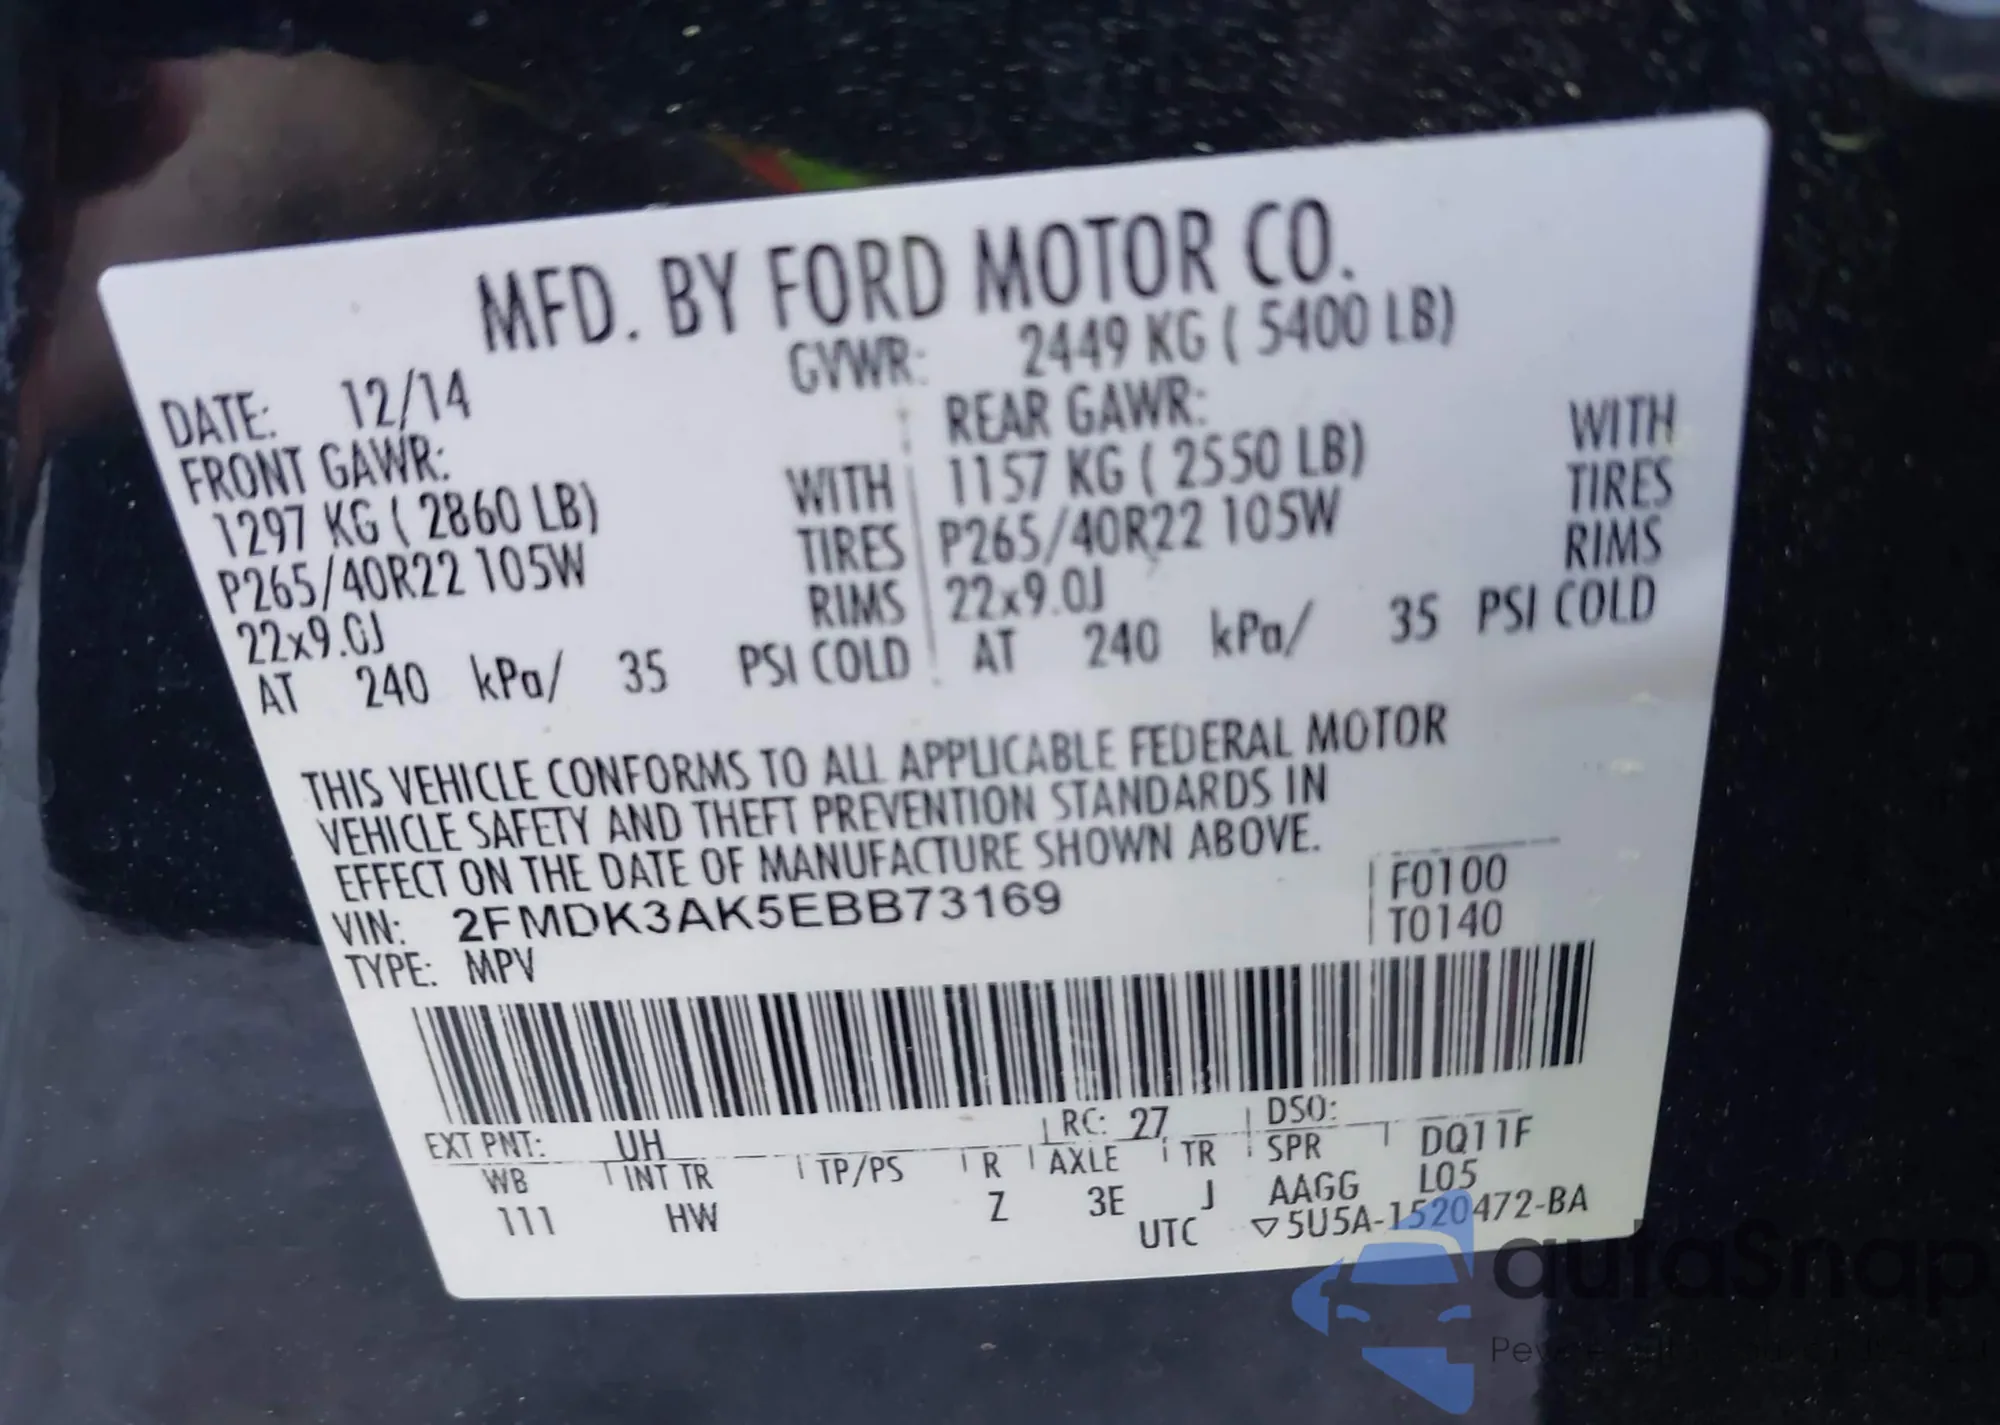 MFD. BY FORD MOTOR CO.
DATE: 12/14 GVWR: 2449 KG ( 5400 LB)
FRONT GAWR: REAR GAWR:
1297 KG ( 2860 LB) WITH 1157 KG ( 2550 LB) WITH
P265/40R22 105W TIRES P265/40R22 105W TIRES
22x9.0J RIMS 22x9.0J RIMS
AT 240 kPa/ 35 PSI COLD AT 240 kPa/ 35 PSI COLD
THIS VEHICLE CONFORMS TO ALL APPLICABLE FEDERAL MOTOR
VEHICLE SAFETY AND THEFT PREVENTION STANDARDS IN
EFFECT ON THE DATE OF MANUFACTURE SHOWN ABOVE.
VIN: 2FMDK3AK5EBB73169 F0100
TYPE: MPV T0140
EXT PNT: UH RC: 27 DSO:
WB INT TR TP/PS R AXLE TR SPR DQ11F
111 HW Z 3E J AAGG L05
UTC ▽5U5A-1520472-BA
autaSnap